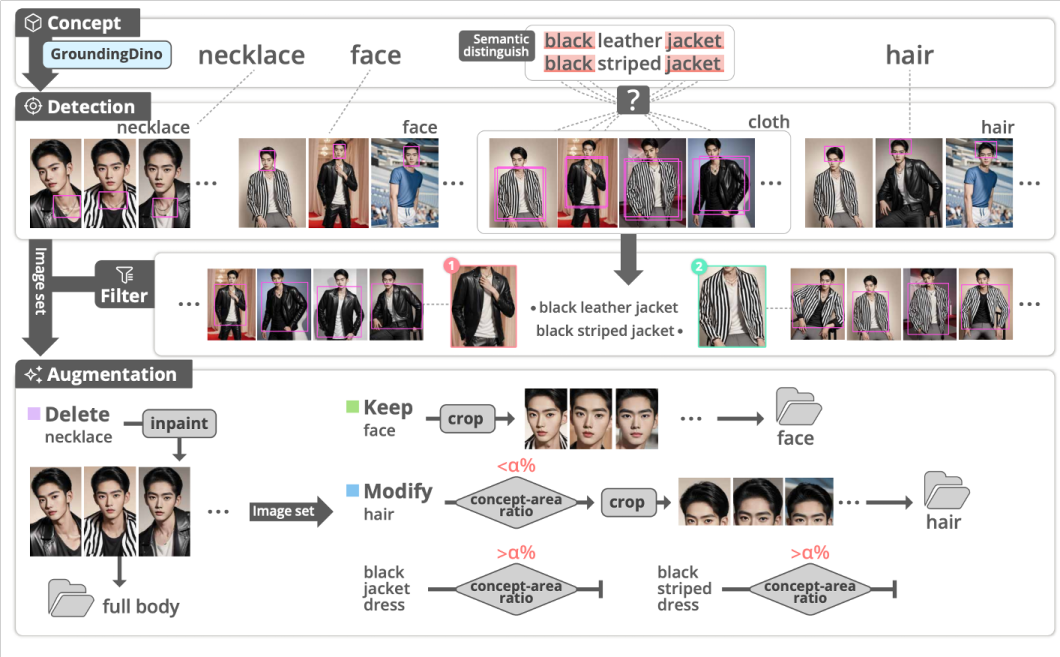 Concept
GroundingDino
necklace
face
Semantic
distinguish
black leather jacket
black striped jacket
hair
?
Detection
necklace
face
cloth
hair
...
...
...
...
Image set
Filter
...
1
• black leather jacket
black striped jacket •
2
...
Augmentation
Delete
necklace
inpaint
...
full body
Image set
Keep
face
crop
...
face
<α%
Modify
hair
concept-area
ratio
crop
...
hair
>α%
black
jacket
dress
concept-area
ratio
>α%
black
striped
dress
concept-area
ratio